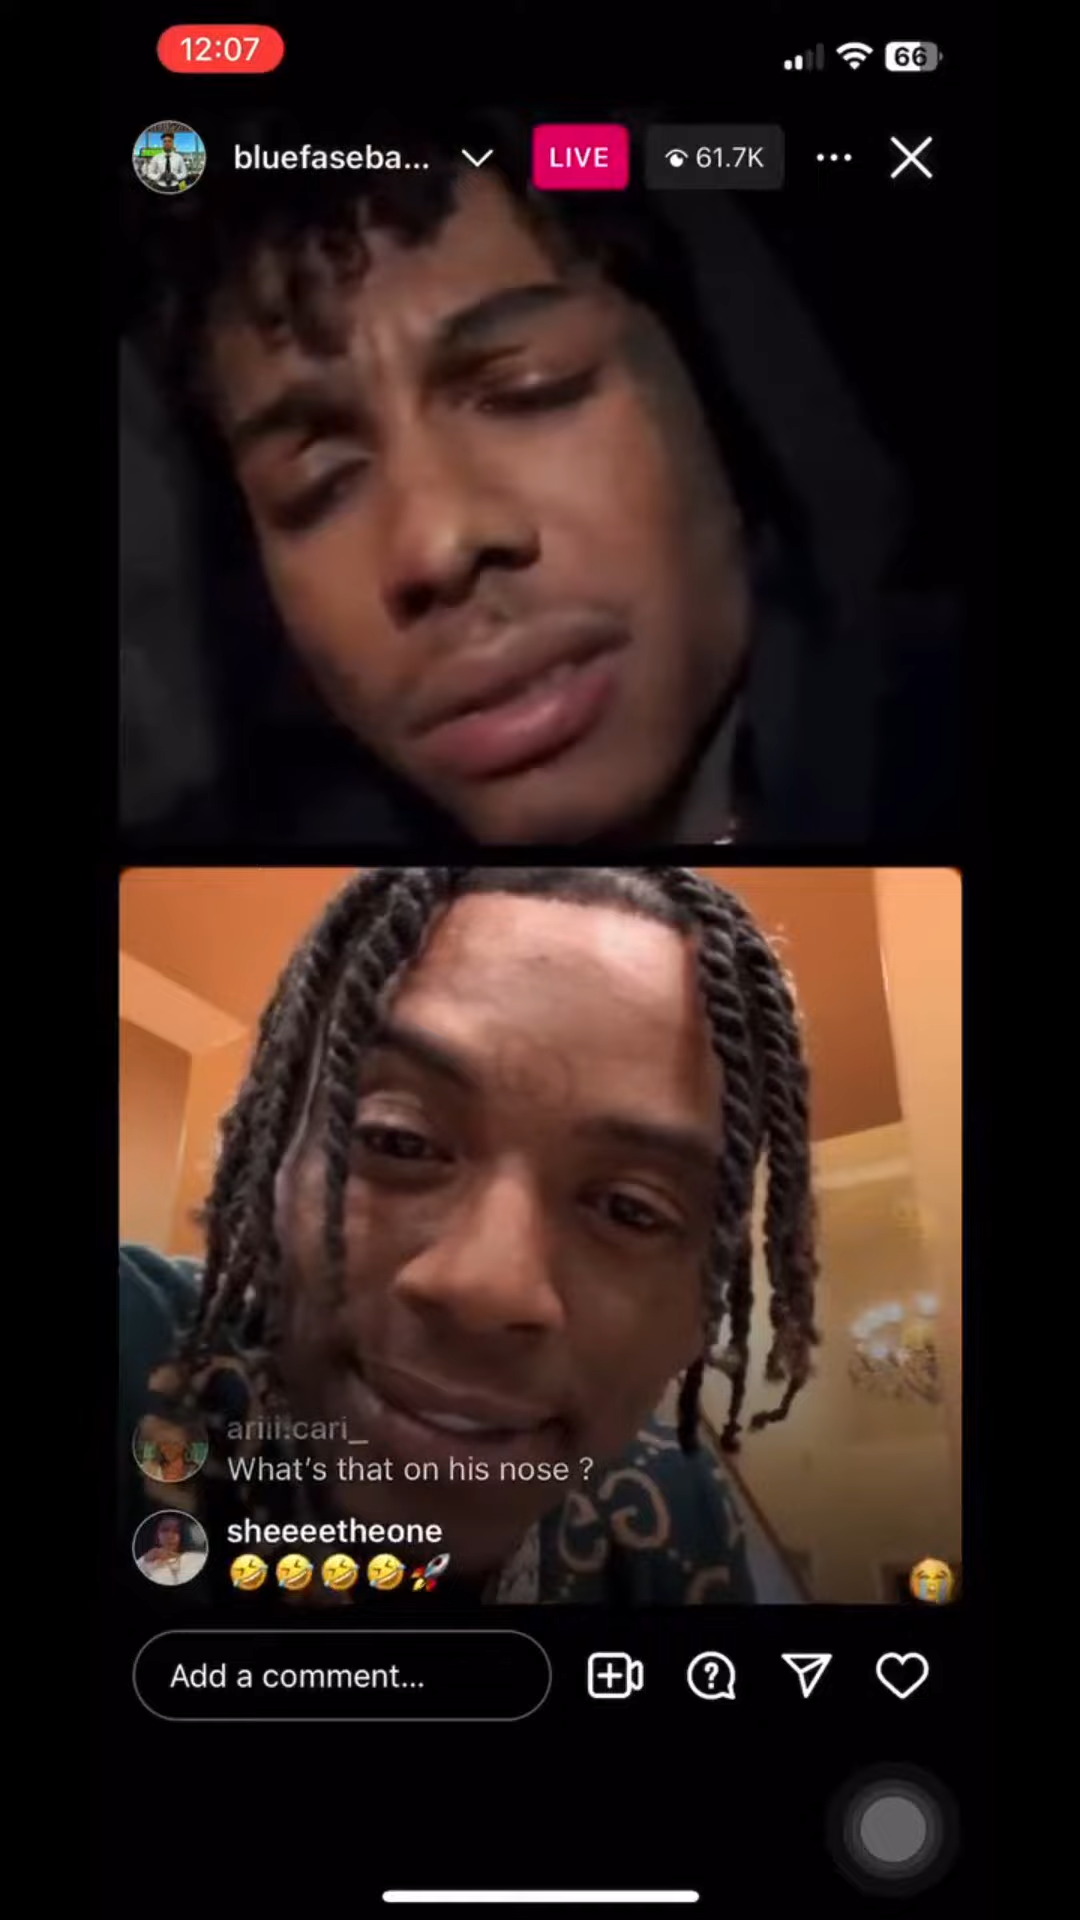 12:07
66
bluefaseba...
LIVE
61.7K
ariii.cari_
What's that on his nose ?
sheeeetheone
🤣🤣🤣🤣🚀
Add a comment...